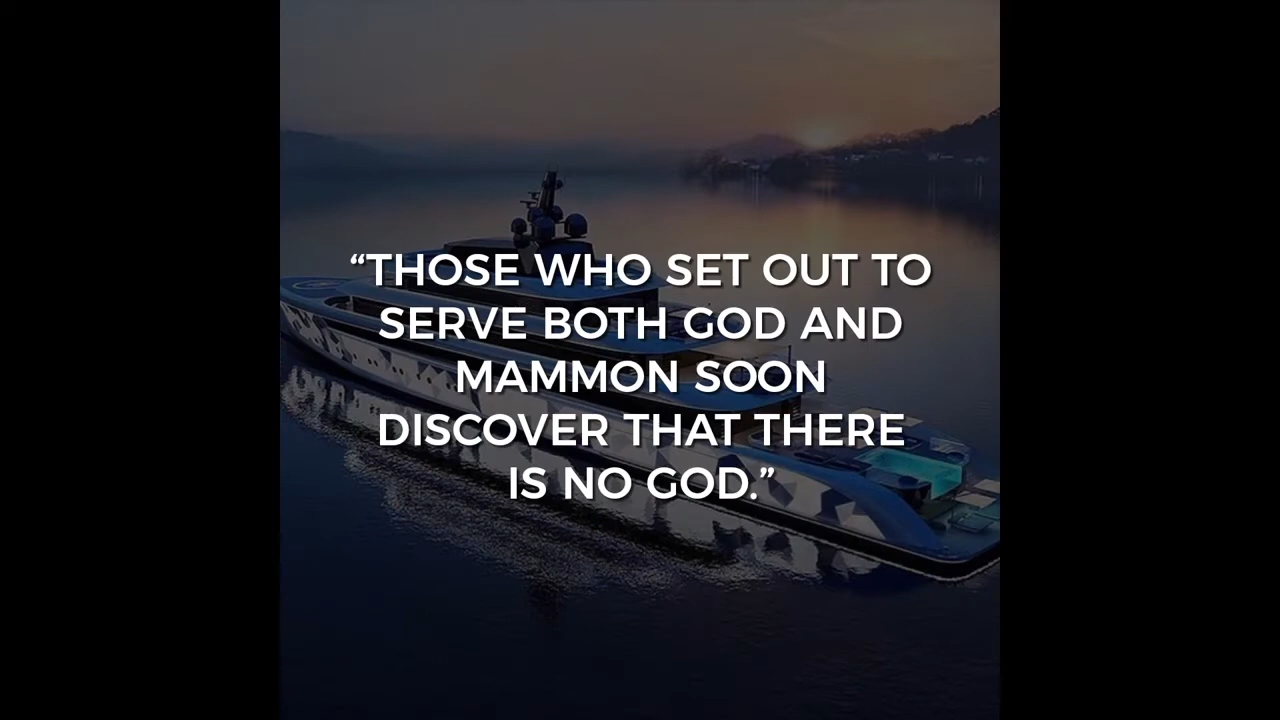 “THOSE WHO SET OUT TO
SERVE BOTH GOD AND
MAMMON SOON
DISCOVER THAT THERE
IS NO GOD.”